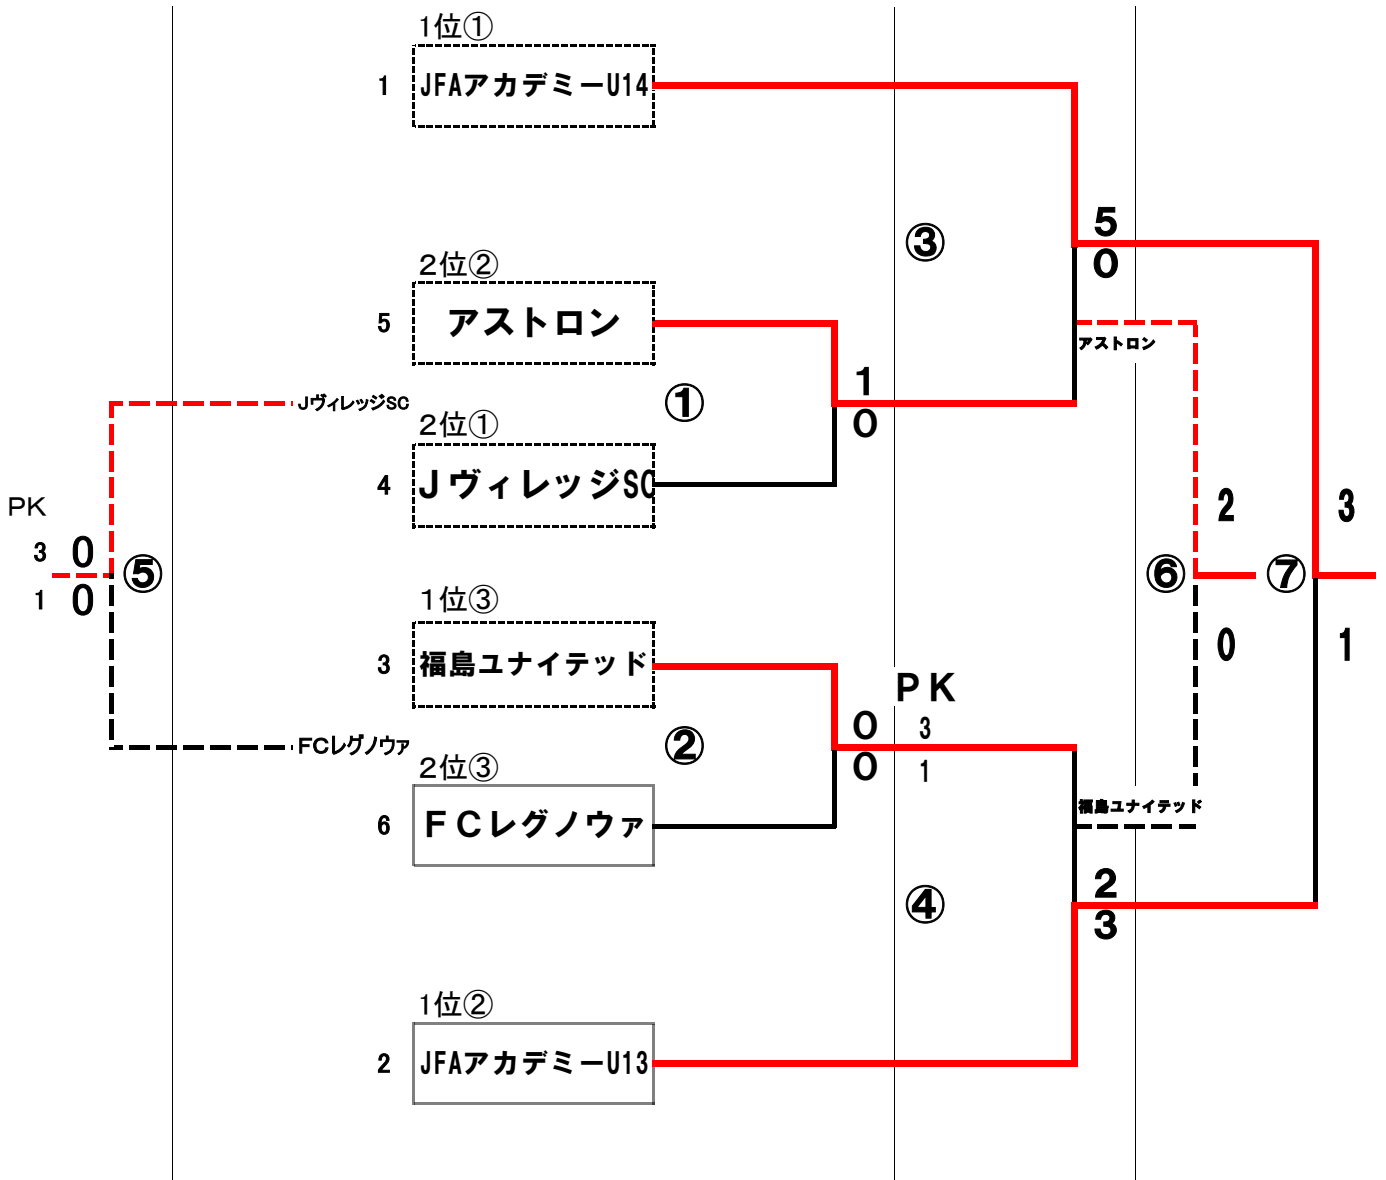 1位①
1 JFAアカデミーU14
③
5
0
2位②
5 アストロン
アストロン
①
1
0
JヴィレッジSC
2位①
4 JヴィレッジSC
PK
3 0
1 0
⑤
2
0
⑥
⑦
3
1
1位③
3 福島ユナイテッド
PK
②
0 3
0 1
FCレグノヴァ
2位③
6 FCレグノヴァ
福島ユナイテッド
④
2
3
1位②
2 JFAアカデミーU13